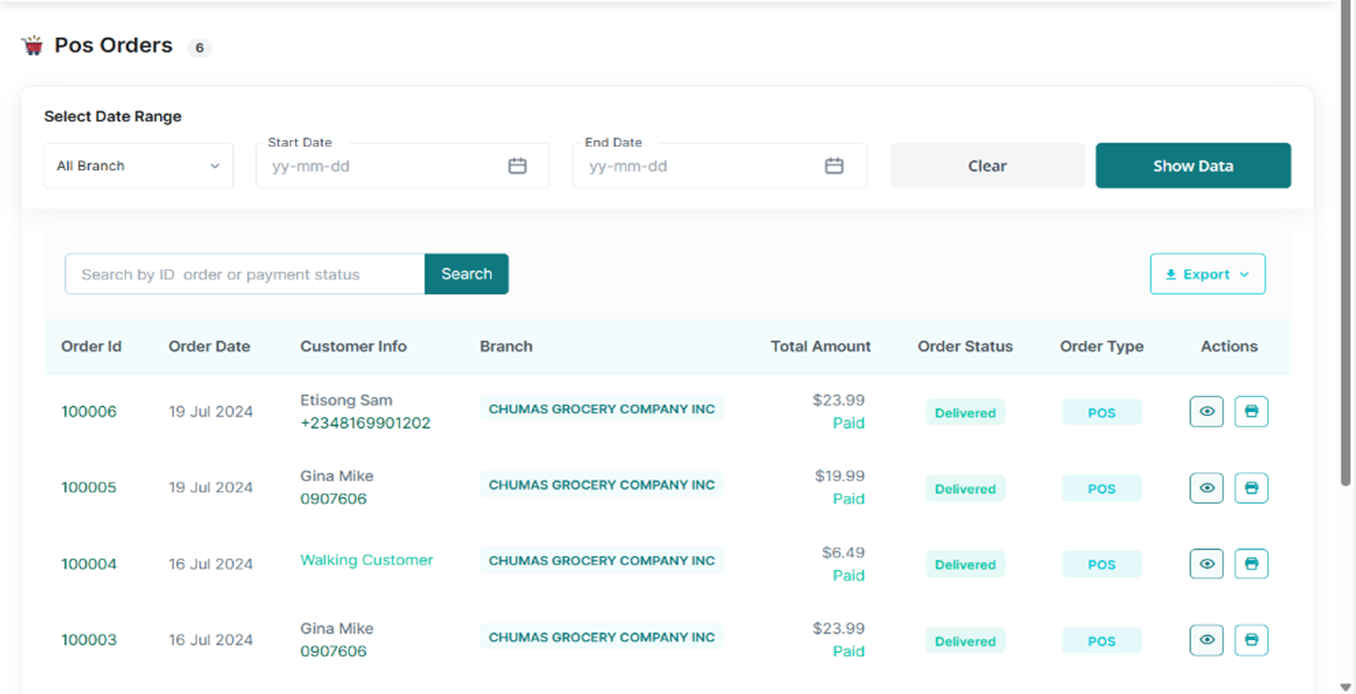 Pos Orders 6
Select Date Range
All Branch
Start Date
yy-mm-dd
End Date
yy-mm-dd
Clear
Show Data
Search by ID order or payment status
Search
Export
Order Id Order Date Customer Info Branch Total Amount Order Status Order Type Actions
100006 19 Jul 2024 Etisong Sam CHUMAS GROCERY COMPANY INC $23.99 Delivered POS
+2348169901202 Paid
100005 19 Jul 2024 Gina Mike CHUMAS GROCERY COMPANY INC $19.99 Delivered POS
0907606 Paid
100004 16 Jul 2024 Walking Customer CHUMAS GROCERY COMPANY INC $6.49 Delivered POS
Paid
100003 16 Jul 2024 Gina Mike CHUMAS GROCERY COMPANY INC $23.99 Delivered POS
0907606 Paid